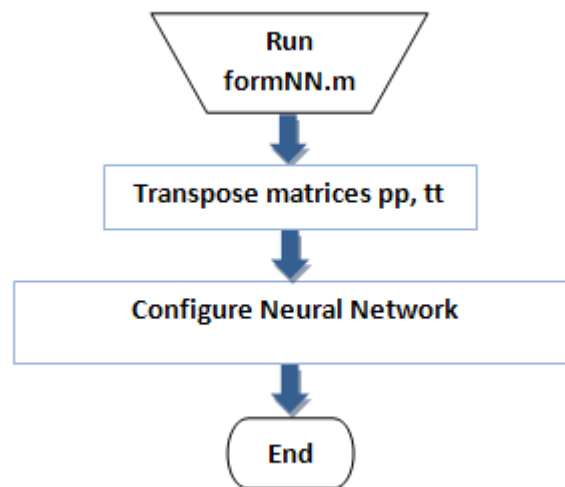 Run
formNN.m
Transpose matrices pp, tt
Configure Neural Network
End